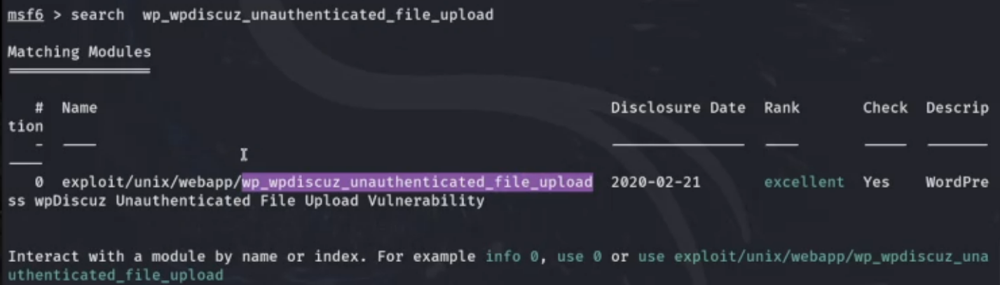 msf6 > search  wp_wpdiscuz_unauthenticated_file_upload
Matching Modules
================
   #  Name                                                        Disclosure Date  Rank       Check  Descrip
tion
   -  ----                                                        ---------------  ----       -----  -------
----
   0  exploit/unix/webapp/wp_wpdiscuz_unauthenticated_file_upload  2020-02-21       excellent  Yes    WordPre
ss wpDiscuz Unauthenticated File Upload Vulnerability
Interact with a module by name or index. For example info 0, use 0 or use exploit/unix/webapp/wp_wpdiscuz_una
uthenticated_file_upload